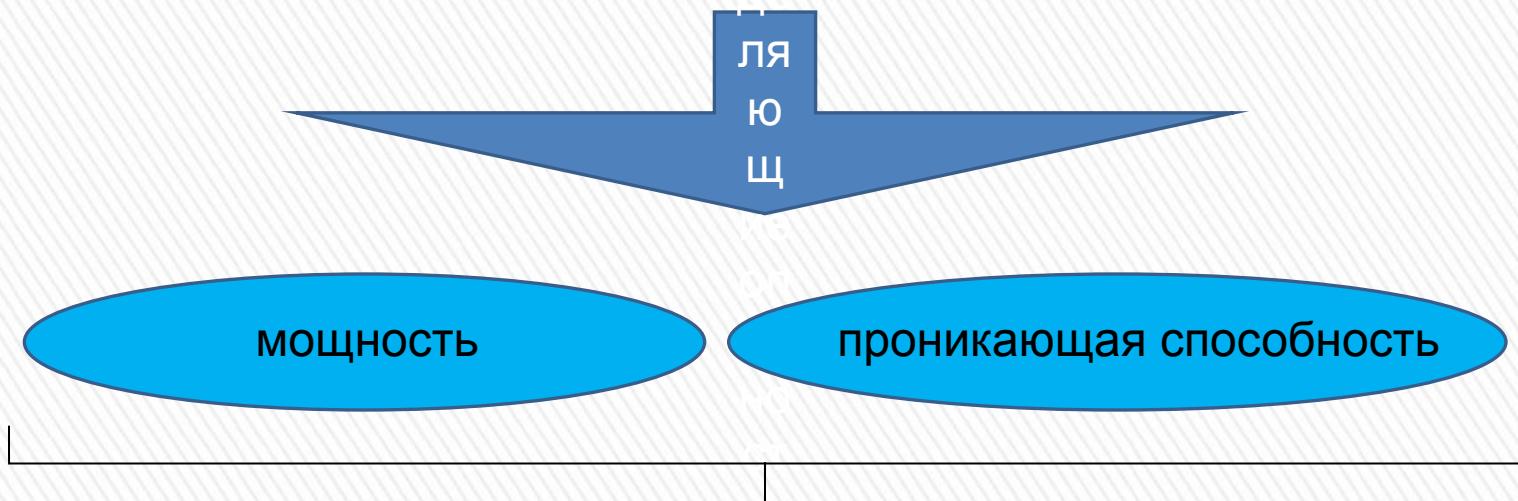 ля
ю
щ
мощность
проникающая способность